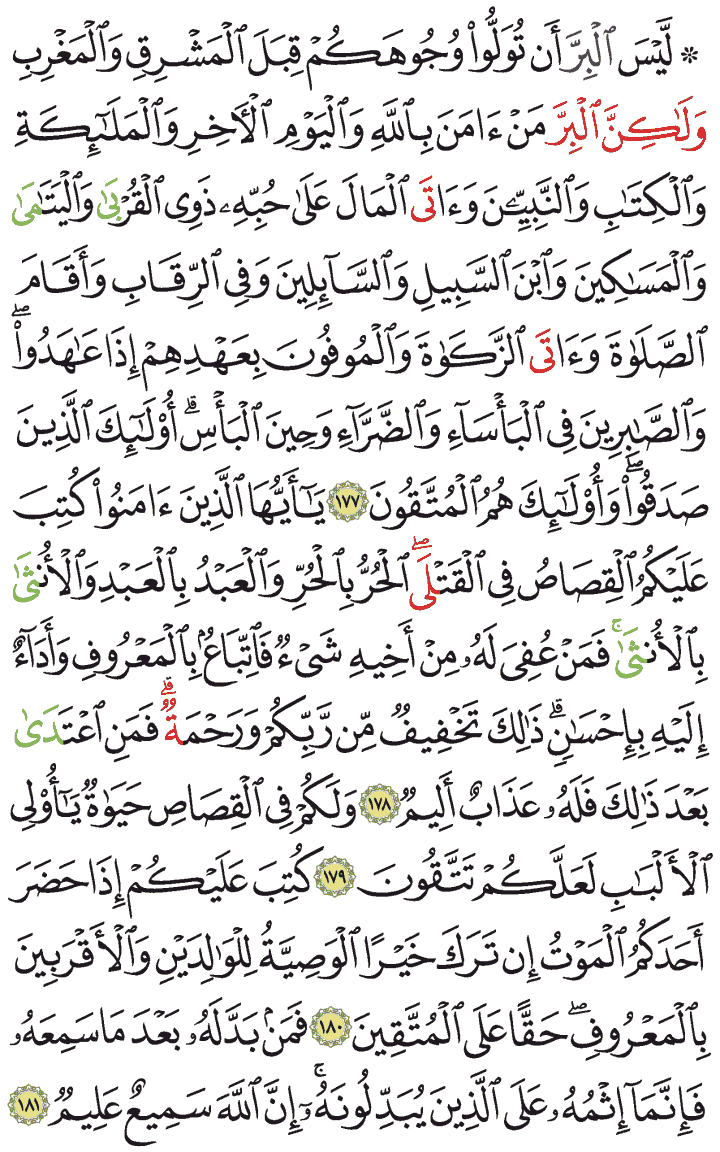 ۞ لَّيْسَ ٱلْبِرَّ أَن تُوَلُّوا۟ وُجُوهَكُمْ قِبَلَ ٱلْمَشْرِقِ وَٱلْمَغْرِبِ
وَلَٰكِنَّ ٱلْبِرَّ مَنْ ءَامَنَ بِٱللَّهِ وَٱلْيَوْمِ ٱلْأَخِرِ وَٱلْمَلَٰٓئِكَةِ
وَٱلْكِتَٰبِ وَٱلنَّبِيِّـۧنَ وَءَاتَى ٱلْمَالَ عَلَىٰ حُبِّهِۦ ذَوِى ٱلْقُرْبَىٰ وَٱلْيَتَٰمَىٰ
وَٱلْمَسَٰكِينَ وَٱبْنَ ٱلسَّبِيلِ وَٱلسَّآئِلِينَ وَفِى ٱلرِّقَابِ وَأَقَامَ
ٱلصَّلَوٰةَ وَءَاتَى ٱلزَّكَوٰةَ وَٱلْمُوفُونَ بِعَهْدِهِمْ إِذَا عَٰهَدُوا۟ۖ
وَٱلصَّٰبِرِينَ فِى ٱلْبَأْسَآءِ وَٱلضَّرَّآءِ وَحِينَ ٱلْبَأْسِۗ أُو۟لَٰٓئِكَ ٱلَّذِينَ
صَدَقُوا۟ۖ وَأُو۟لَٰٓئِكَ هُمُ ٱلْمُتَّقُونَ ١٧٧ يَٰٓأَيُّهَا ٱلَّذِينَ ءَامَنُوا۟ كُتِبَ
عَلَيْكُمُ ٱلْقِصَاصُ فِى ٱلْقَتْلَىۖ ٱلْحُرُّ بِٱلْحُرِّ وَٱلْعَبْدُ بِٱلْعَبْدِ وَٱلْأُنثَىٰ
بِٱلْأُنثَىٰۚ فَمَنْ عُفِىَ لَهُۥ مِنْ أَخِيهِ شَىْءٌ فَٱتِّبَاعٌۢ بِٱلْمَعْرُوفِ وَأَدَآءٌ
إِلَيْهِ بِإِحْسَٰنٍۗ ذَٰلِكَ تَخْفِيفٌ مِّن رَّبِّكُمْ وَرَحْمَةٌۗ فَمَنِ ٱعْتَدَىٰ
بَعْدَ ذَٰلِكَ فَلَهُۥ عَذَابٌ أَلِيمٌ ١٧٨ وَلَكُمْ فِى ٱلْقِصَاصِ حَيَوٰةٌ يَٰٓأُو۟لِى
ٱلْأَلْبَٰبِ لَعَلَّكُمْ تَتَّقُونَ ١٧٩ كُتِبَ عَلَيْكُمْ إِذَا حَضَرَ
أَحَدَكُمُ ٱلْمَوْتُ إِن تَرَكَ خَيْرًا ٱلْوَصِيَّةُ لِلْوَٰلِدَيْنِ وَٱلْأَقْرَبِينَ
بِٱلْمَعْرُوفِۖ حَقًّا عَلَى ٱلْمُتَّقِينَ ١٨٠ فَمَنۢ بَدَّلَهُۥ بَعْدَ مَا سَمِعَهُۥ
فَإِنَّمَآ إِثْمُهُۥ عَلَى ٱلَّذِينَ يُبَدِّلُونَهُۥٓۚ إِنَّ ٱللَّهَ سَمِيعٌ عَلِيمٌ ١٨١